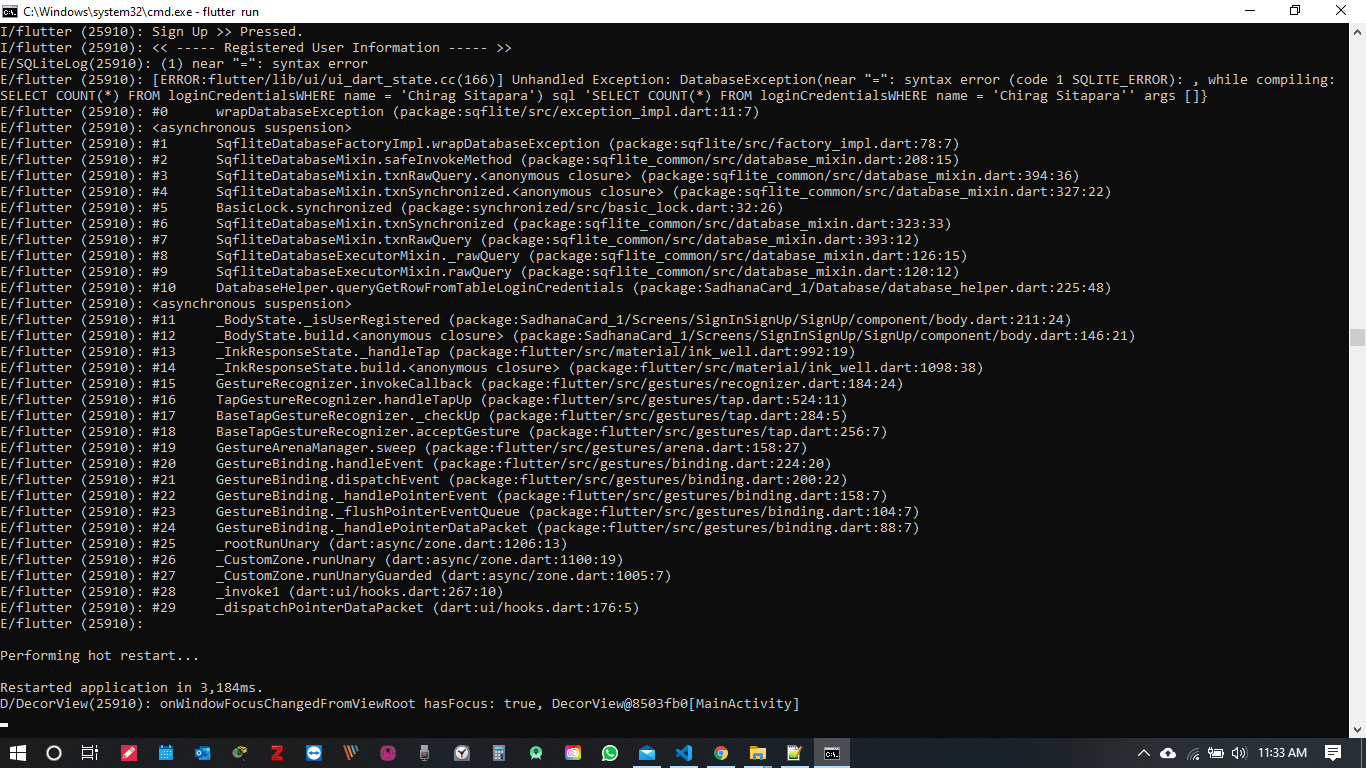 C:\Windows\system32\cmd.exe - flutter run
I/flutter (25910): Sign Up >> Pressed.
I/flutter (25910): << ----- Registered User Information ----- >>
E/SQLiteLog(25910): (1) near "=": syntax error
E/flutter (25910): [ERROR:flutter/lib/ui/ui_dart_state.cc(166)] Unhandled Exception: DatabaseException(near "=": syntax error (code 1 SQLITE_ERROR): , while compiling:
SELECT COUNT(*) FROM loginCredentialsWHERE name = 'Chirag Sitapara') sql 'SELECT COUNT(*) FROM loginCredentialsWHERE name = 'Chirag Sitapara'' args []}
E/flutter (25910): #0      wrapDatabaseException (package:sqflite/src/exception_impl.dart:11:7)
E/flutter (25910): <asynchronous suspension>
E/flutter (25910): #1      SqfliteDatabaseFactoryImpl.wrapDatabaseException (package:sqflite/src/factory_impl.dart:78:7)
E/flutter (25910): #2      SqfliteDatabaseMixin.safeInvokeMethod (package:sqflite_common/src/database_mixin.dart:208:15)
E/flutter (25910): #3      SqfliteDatabaseMixin.txnRawQuery.<anonymous closure> (package:sqflite_common/src/database_mixin.dart:394:36)
E/flutter (25910): #4      SqfliteDatabaseMixin.txnSynchronized.<anonymous closure> (package:sqflite_common/src/database_mixin.dart:327:22)
E/flutter (25910): #5      BasicLock.synchronized (package:synchronized/src/basic_lock.dart:32:26)
E/flutter (25910): #6      SqfliteDatabaseMixin.txnSynchronized (package:sqflite_common/src/database_mixin.dart:323:33)
E/flutter (25910): #7      SqfliteDatabaseMixin.txnRawQuery (package:sqflite_common/src/database_mixin.dart:393:12)
E/flutter (25910): #8      SqfliteDatabaseExecutorMixin._rawQuery (package:sqflite_common/src/database_mixin.dart:126:15)
E/flutter (25910): #9      SqfliteDatabaseExecutorMixin.rawQuery (package:sqflite_common/src/database_mixin.dart:120:12)
E/flutter (25910): #10     DatabaseHelper.queryGetRowFromTableLoginCredentials (package:SadhanaCard_1/Database/database_helper.dart:225:48)
E/flutter (25910): <asynchronous suspension>
E/flutter (25910): #11     _BodyState._isUserRegistered (package:SadhanaCard_1/Screens/SignInSignUp/SignUp/component/body.dart:211:24)
E/flutter (25910): #12     _BodyState.build.<anonymous closure> (package:SadhanaCard_1/Screens/SignInSignUp/SignUp/component/body.dart:146:21)
E/flutter (25910): #13     _InkResponseState._handleTap (package:flutter/src/material/ink_well.dart:992:19)
E/flutter (25910): #14     _InkResponseState.build.<anonymous closure> (package:flutter/src/material/ink_well.dart:1098:38)
E/flutter (25910): #15     GestureRecognizer.invokeCallback (package:flutter/src/gestures/recognizer.dart:184:24)
E/flutter (25910): #16     TapGestureRecognizer.handleTapUp (package:flutter/src/gestures/tap.dart:524:11)
E/flutter (25910): #17     BaseTapGestureRecognizer._checkUp (package:flutter/src/gestures/tap.dart:284:5)
E/flutter (25910): #18     BaseTapGestureRecognizer.acceptGesture (package:flutter/src/gestures/tap.dart:256:7)
E/flutter (25910): #19     GestureArenaManager.sweep (package:flutter/src/gestures/arena.dart:158:27)
E/flutter (25910): #20     GestureBinding.handleEvent (package:flutter/src/gestures/binding.dart:224:20)
E/flutter (25910): #21     GestureBinding.dispatchEvent (package:flutter/src/gestures/binding.dart:200:22)
E/flutter (25910): #22     GestureBinding._handlePointerEvent (package:flutter/src/gestures/binding.dart:158:7)
E/flutter (25910): #23     GestureBinding._flushPointerEventQueue (package:flutter/src/gestures/binding.dart:104:7)
E/flutter (25910): #24     GestureBinding._handlePointerDataPacket (package:flutter/src/gestures/binding.dart:88:7)
E/flutter (25910): #25     _rootRunUnary (dart:async/zone.dart:1206:13)
E/flutter (25910): #26     _CustomZone.runUnary (dart:async/zone.dart:1100:19)
E/flutter (25910): #27     _CustomZone.runUnaryGuarded (dart:async/zone.dart:1005:7)
E/flutter (25910): #28     _invoke1 (dart:ui/hooks.dart:267:10)
E/flutter (25910): #29     _dispatchPointerDataPacket (dart:ui/hooks.dart:176:5)
E/flutter (25910):
Performing hot restart...
Restarted application in 3,184ms.
D/DecorView(25910): onWindowFocusChangedFromViewRoot hasFocus: true, DecorView@8503fb0[MainActivity]
11:33 AM